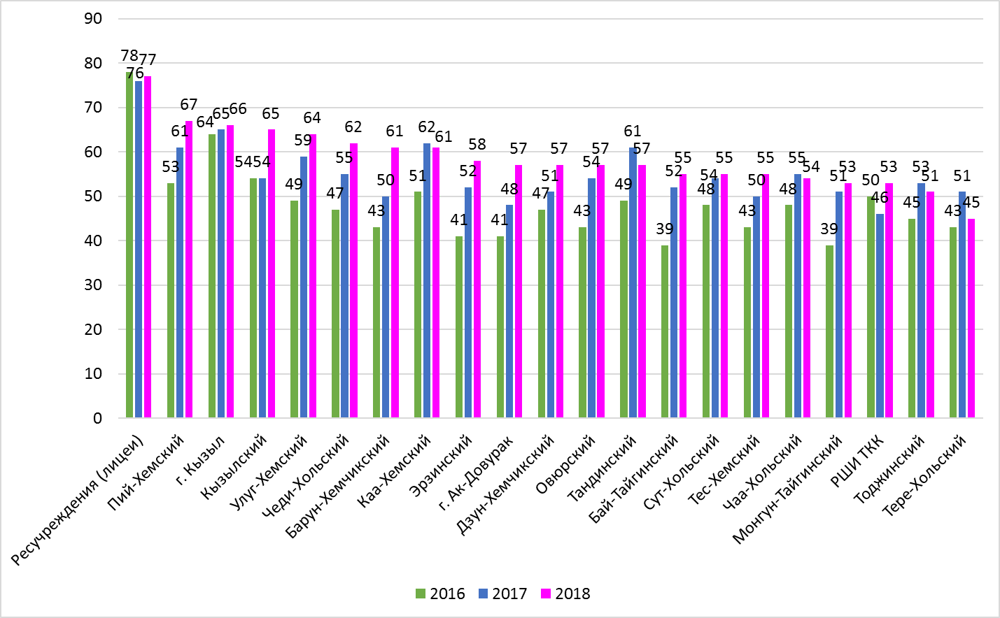 90
80
70
60
50
40
30
20
10
0
78 76 77
53 61 67
64 65 66
54 54 65
49 59 64
47 55 62
43 50 61
51 62 61
41 52 58
41 48 57
47 51 57
43 54 57
49 61 57
39 52 55
48 54 55
43 50 55
48 55 54
39 51 53
50 46 53
45 53 51
43 51 45
Ресучреждения (лицеи)
Пий-Хемский
г. Кызыл
Кызылский
Улуг-Хемский
Чеди-Хольский
Барун-Хемчикский
Каа-Хемский
Эрзинский
г. Ак-Довурак
Дзун-Хемчикский
Овюрский
Тандинский
Бай-Тайгинский
Сут-Хольский
Тес-Хемский
Чаа-Хольский
Монгун-Тайгинский
РШИ ТКК
Тоджинский
Тере-Хольский
2016 2017 2018